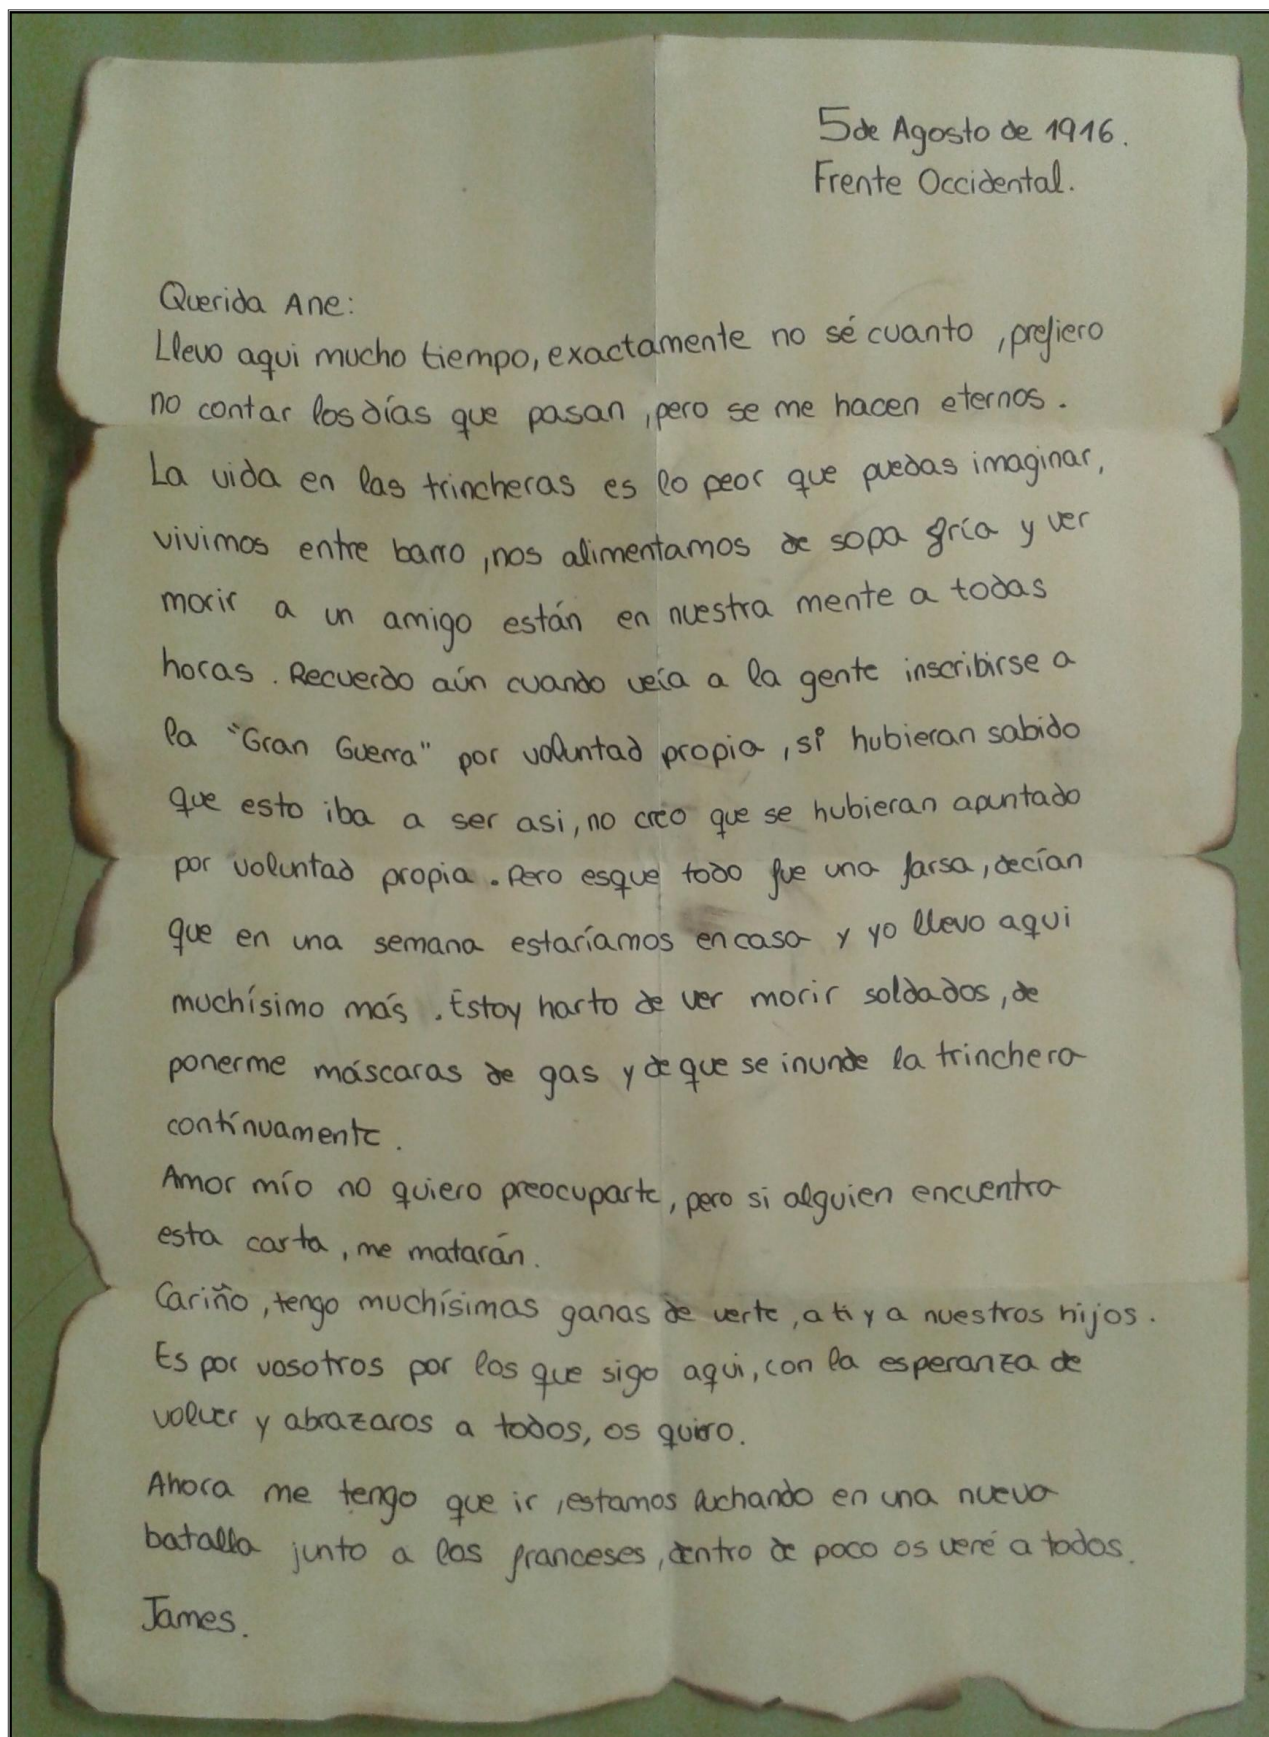 5 de Agosto de 1916.
Frente Occidental.
Querida Ane:
Llevo aqui mucho tiempo, exactamente no sé cuanto, prefiero
no contar los días que pasan, pero se me hacen eternos.
La vida en las trincheras es lo peor que puedas imaginar,
vivimos entre barro, nos alimentamos de sopa fría y ver
morir a un amigo están en nuestra mente a todas
horas. Recuerdo aún cuando veía a la gente inscribirse a
la "Gran Guerra" por voluntad propia, si hubieran sabido
que esto iba a ser asi, no creo que se hubieran apuntado
por voluntad propia. Pero esque todo fue una farsa, decían
que en una semana estaríamos en casa y yo llevo aqui
muchísimo más. Estoy harto de ver morir soldados, de
ponerme máscaras de gas y de que se inunde la trinchera
contínuamente.
Amor mío no quiero preocuparte, pero si alguien encuentra
esta carta, me matarán.
Cariño, tengo muchísimas ganas de verte, a ti y a nuestros hijos.
Es por vosotros por los que sigo aqui, con la esperanza de
volver y abrazaros a todos, os quiero.
Ahora me tengo que ir, estamos luchando en una nueva
batalla junto a los franceses, dentro de poco os veré a todos.
James.